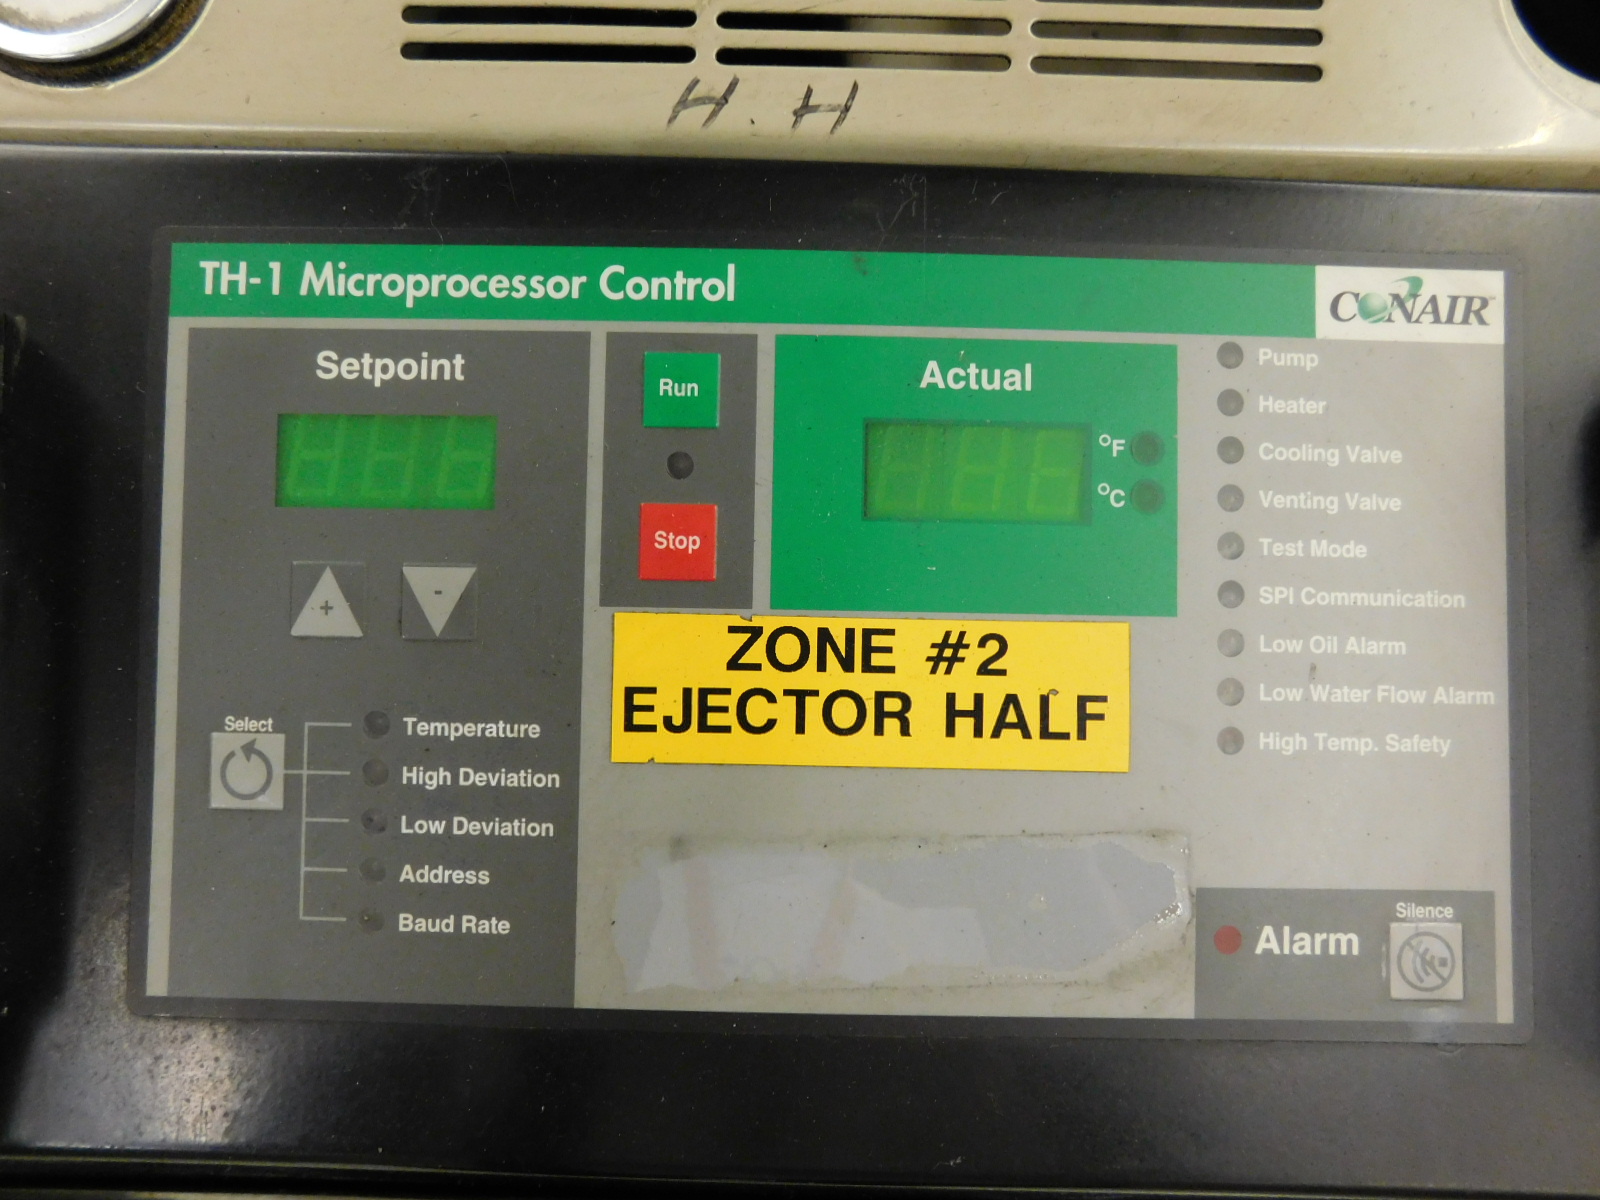 H. H
TH-1 Microprocessor Control
CONAIR
Setpoint
Run
Stop
+
-
Select
Temperature
High Deviation
Low Deviation
Address
Baud Rate
Actual
°F
°C
ZONE #2
EJECTOR HALF
Pump
Heater
Cooling Valve
Venting Valve
Test Mode
SPI Communication
Low Oil Alarm
Low Water Flow Alarm
High Temp. Safety
Alarm
Silence